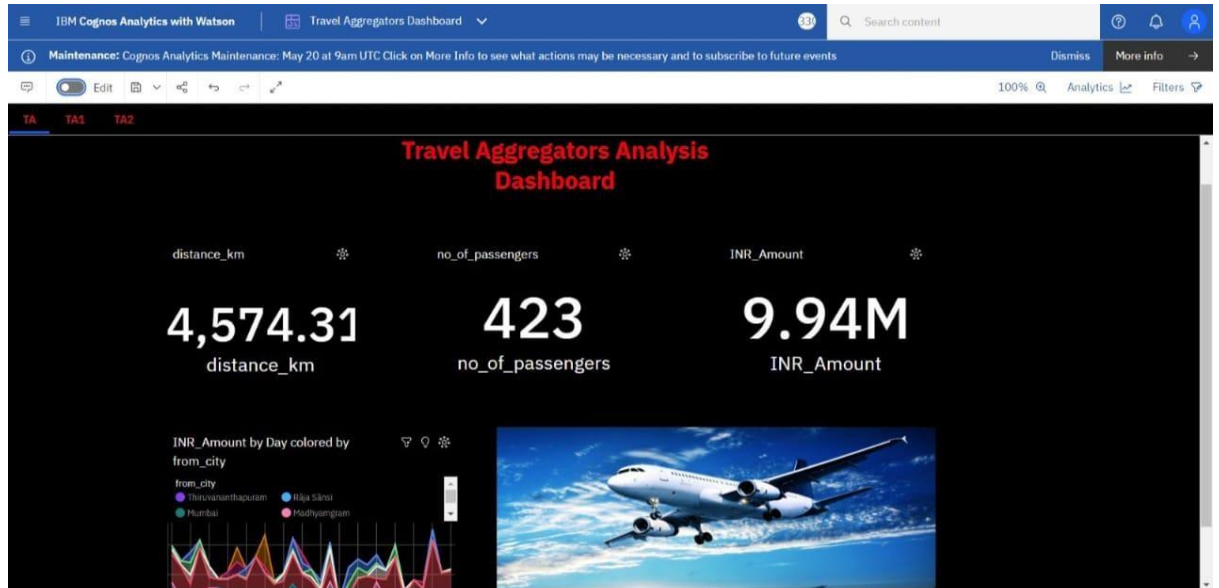 IBM Cognos Analytics with Watson
Travel Aggregators Dashboard
Search content
Maintenance: Cognos Analytics Maintenance: May 20 at 9am UTC Click on More Info to see what actions may be necessary and to subscribe to future events
Dismiss
More info
Edit
100%
Analytics
Filters
TA TA1 TA2
Travel Aggregators Analysis
Dashboard
distance_km
no_of_passengers
INR_Amount
4,574.31
423
9.94M
distance_km
no_of_passengers
INR_Amount
INR_Amount by Day colored by
from_city
from_city
Thiruvananthapuram
Rāja Sānsi
Mumbai
Madhyamgram